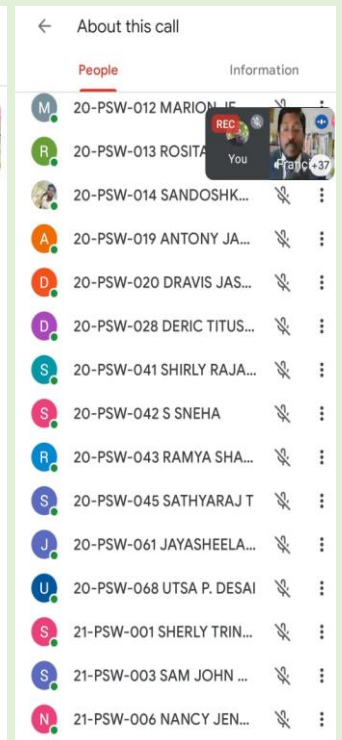 ← About this call
People Information
M 20-PSW-012 MARION JE
REC
R 20-PSW-013 ROSITA
You Franci +37
20-PSW-014 SANDOSHK...
A 20-PSW-019 ANTONY JA...
D 20-PSW-020 DRAVIS JAS...
D 20-PSW-028 DERIC TITUS...
S 20-PSW-041 SHIRLY RAJA...
S 20-PSW-042 S SNEHA
R 20-PSW-043 RAMYA SHA...
S 20-PSW-045 SATHYARAJ T
J 20-PSW-061 JAYASHEELA...
U 20-PSW-068 UTSA P. DESAI
S 21-PSW-001 SHERLY TRIN...
S 21-PSW-003 SAM JOHN ...
N 21-PSW-006 NANCY JEN...